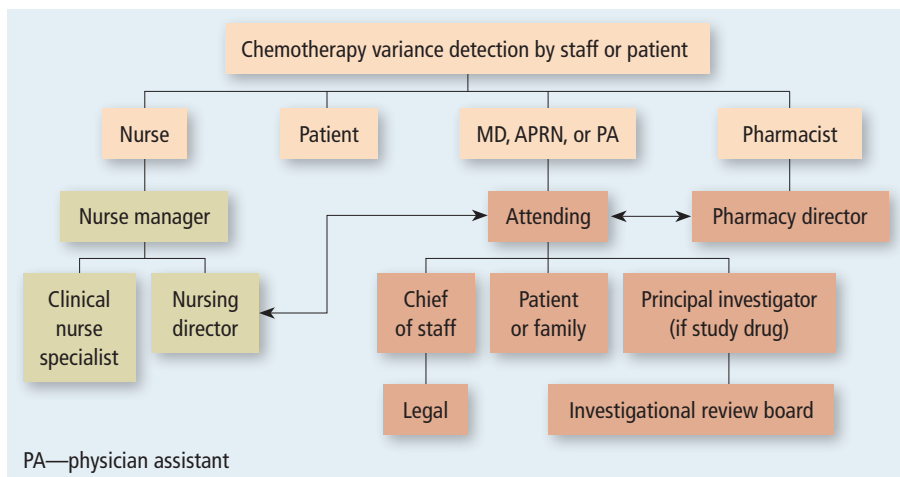 Chemotherapy variance detection by staff or patient
Nurse
Patient
MD, APRN, or PA
Pharmacist
Nurse manager
Attending
Pharmacy director
Clinical
nurse
specialist
Nursing
director
Chief
of staff
Patient
or family
Principal investigator
(if study drug)
Legal
Investigational review board
PA—physician assistant